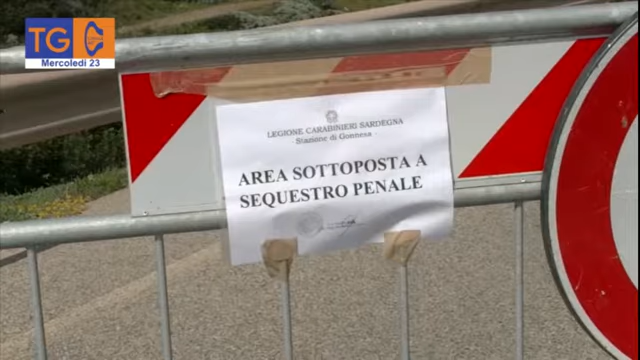 TG
Mercoledì 23
LEGIONE CARABINIERI SARDEGNA
Stazione di Gonnesa
AREA SOTTOPOSTA A
SEQUESTRO PENALE